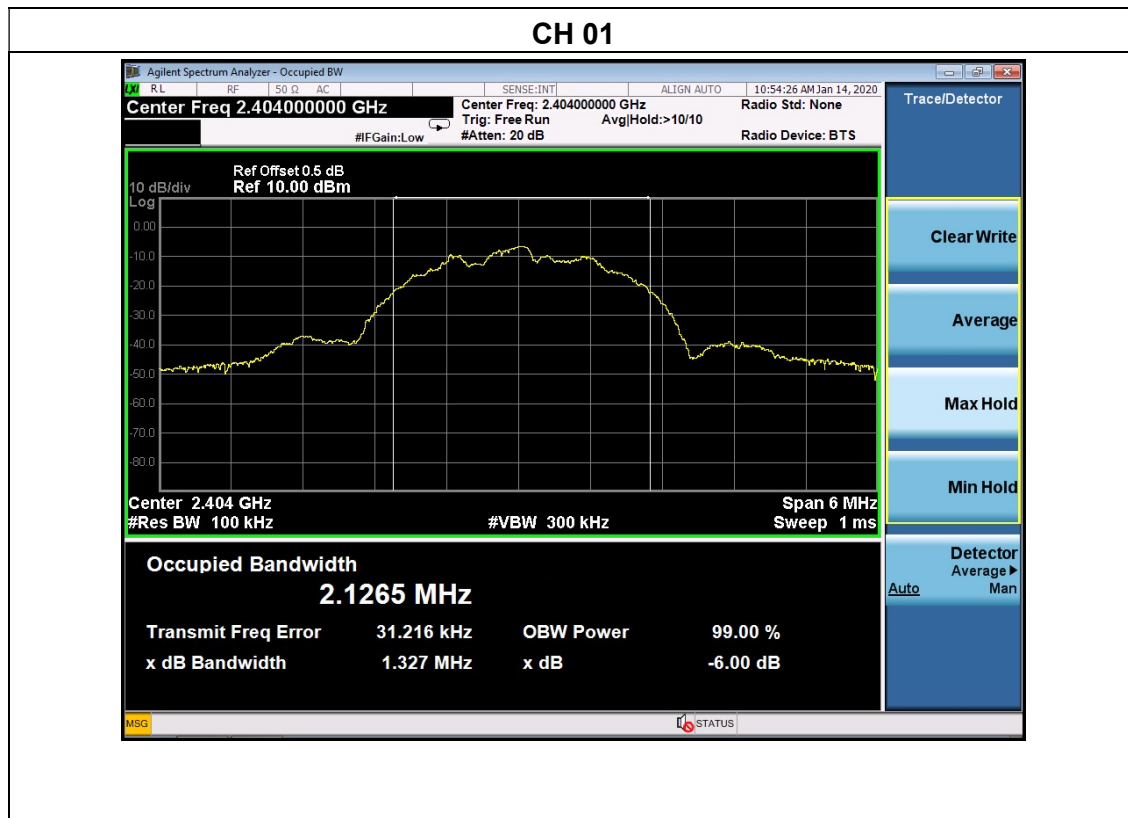 CH 01
Agilent Spectrum Analyzer - Occupied BW
LXI RL RF 50 Ω AC SENSE:INT ALIGN AUTO 10:54:26 AM Jan 14, 2020
Center Freq 2.404000000 GHz
Center Freq: 2.404000000 GHz
Radio Std: None
Trig: Free Run Avg|Hold:>10/10
#IFGain:Low
#Atten: 20 dB
Radio Device: BTS
Ref Offset 0.5 dB
10 dB/div Ref 10.00 dBm
Log
0.00
-10.0
-20.0
-30.0
-40.0
-50.0
-60.0
-70.0
-80.0
Center 2.404 GHz Span 6 MHz
#Res BW 100 kHz #VBW 300 kHz Sweep 1 ms
Occupied Bandwidth
2.1265 MHz
Transmit Freq Error 31.216 kHz OBW Power 99.00 %
x dB Bandwidth 1.327 MHz x dB -6.00 dB
MSG STATUS
Trace/Detector
Clear Write
Average
Max Hold
Min Hold
Detector
Average
Auto Man